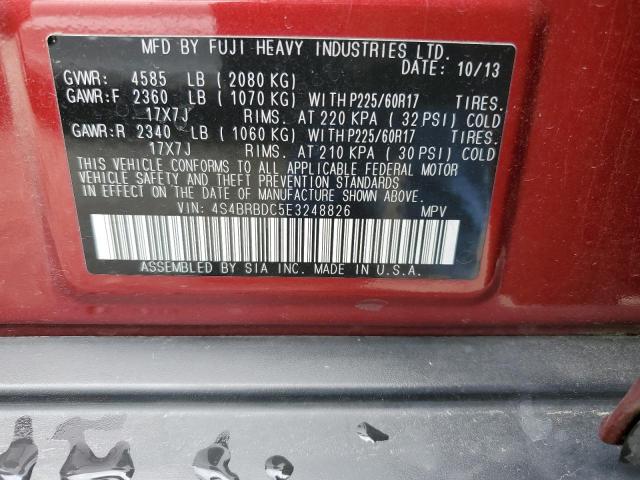 MFD BY FUJI HEAVY INDUSTRIES LTD.
DATE: 10/13
GVWR: 4585 LB (2080 KG)
GAWR:F 2360 LB (1070 KG) WITH P225/60R17 TIRES.
17X7J RIMS. AT 220 KPA (32 PSI) COLD
GAWR:R 2340 LB (1060 KG) WITH P225/60R17 TIRES.
17X7J RIMS. AT 210 KPA (30 PSI) COLD
THIS VEHICLE CONFORMS TO ALL APPLICABLE FEDERAL MOTOR
VEHICLE SAFETY AND THEFT PREVENTION STANDARDS IN EFFECT
ON THE DATE OF MANUFACTURE SHOWN ABOVE.
VIN: 4S4BRBDC5E3248826 MPV
ASSEMBLED BY SIA INC. MADE IN U.S.A.